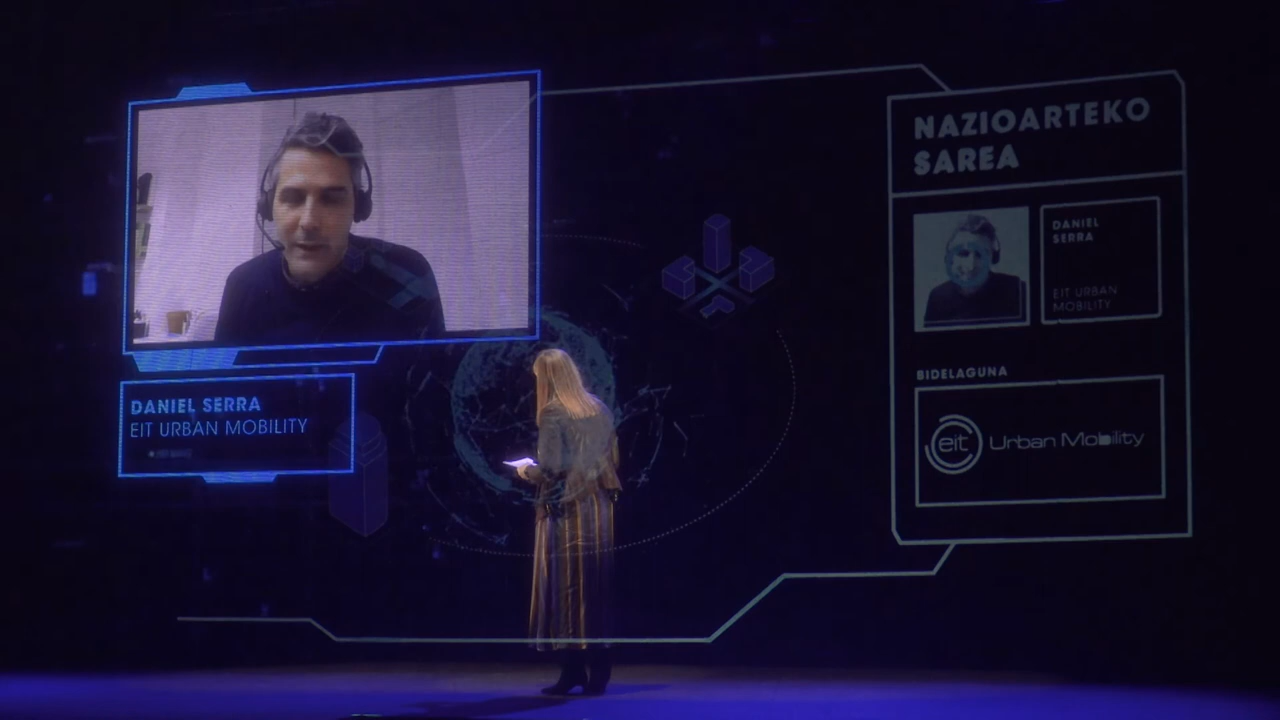 DANIEL SERRA
EIT URBAN MOBILITY
NAZIOARTEKO
SAREA
DANIEL
SERRA
EIT URBAN
MOBILITY
BIDELAGUNA
eit Urban Mobility